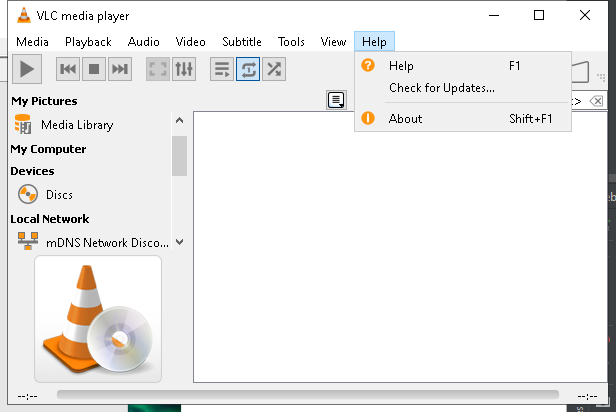 VLC media player
Media Playback Audio Video Subtitle Tools View Help
Help F1
Check for Updates...
About Shift+F1
My Pictures
Media Library
My Computer
Devices
Discs
Local Network
mDNS Network Disco...
--:-- --:--